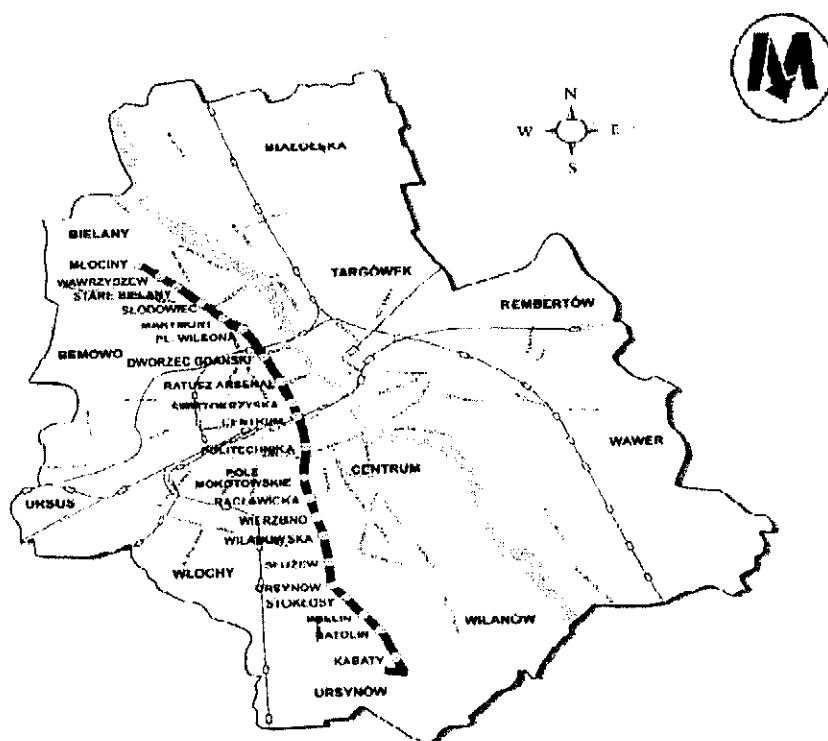 M
N
W E
S
BIAŁOŁĘKA
BIELANY
MŁOCINY
TARGÓWEK
WAWRZYSZEW
STARE BIELANY
REMBERTÓW
SŁODOWIEC
MARYMONT
PL. WILSONA
BEMOWO
DWORZEC GDAŃSKI
RATUSZ ARSENAŁ
ŚWIĘTOKRZYSKA
CENTRUM
WAWER
POLITECHNIKA
CENTRUM
POLE
MOKOTOWSKIE
URSUS
RACŁAWICKA
WIERZBNO
WILANOWSKA
SŁUŻEW
WŁOCHY
URSYNÓW
STOKŁOSY
IMIELIN
WILANÓW
NATOLIN
KABATY
URSYNÓW